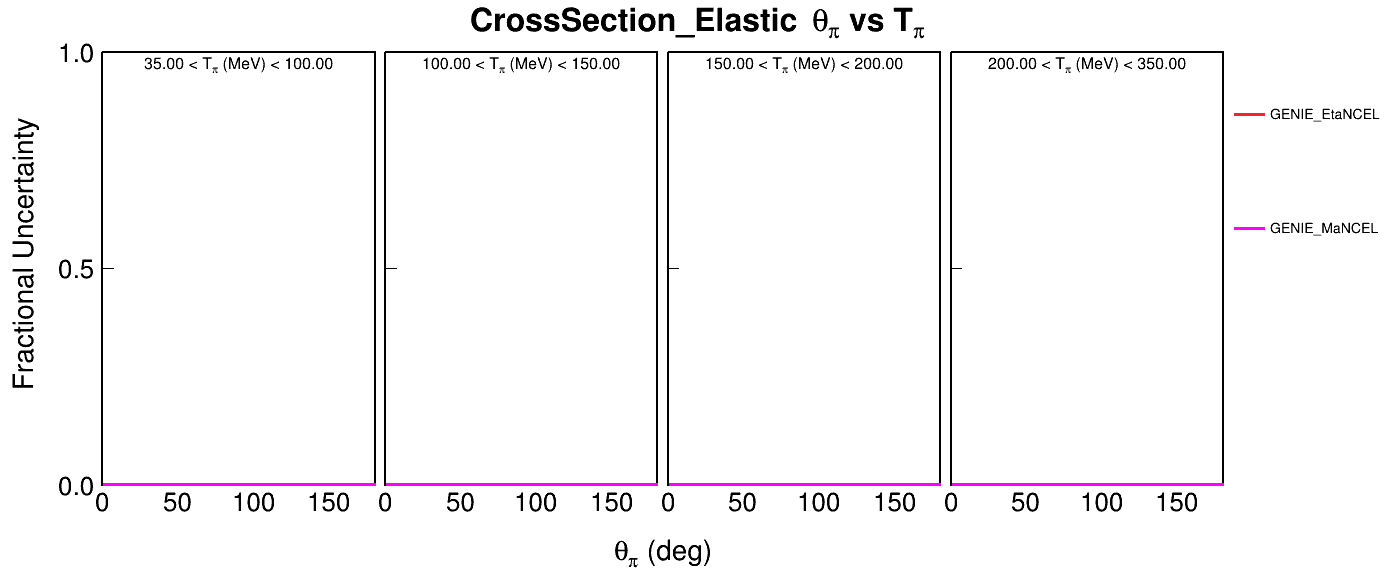 CrossSection_Elastic θπ vs Tπ
35.00 < Tπ (MeV) < 100.00
100.00 < Tπ (MeV) < 150.00
150.00 < Tπ (MeV) < 200.00
200.00 < Tπ (MeV) < 350.00
Fractional Uncertainty
1.0
0.5
0.0
0 50 100 150
0 50 100 150
0 50 100 150
0 50 100 150
θπ (deg)
GENIE_EtaNCEL
GENIE_MaNCEL